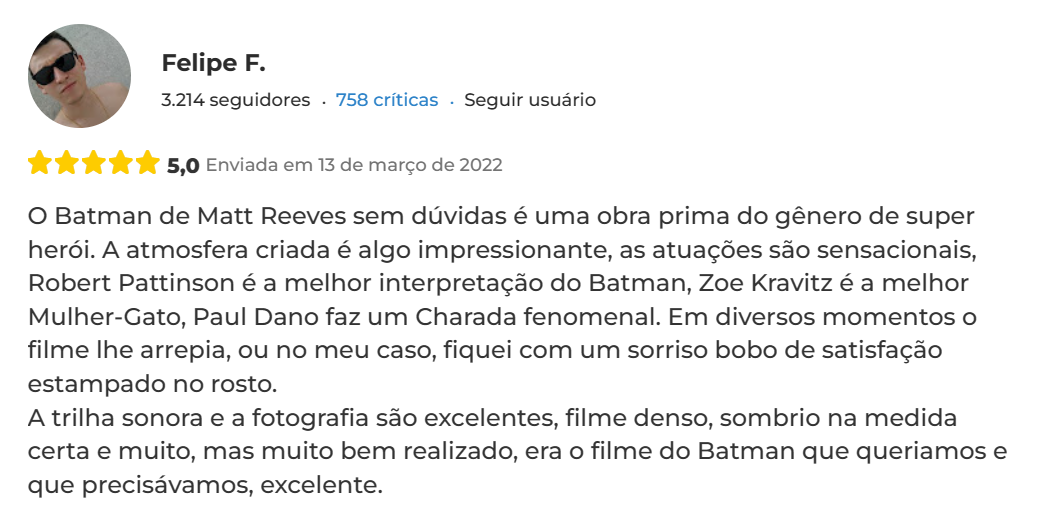 Felipe F.
3.214 seguidores · 758 críticas · Seguir usuário
5,0 Enviada em 13 de março de 2022
O Batman de Matt Reeves sem dúvidas é uma obra prima do gênero de super
herói. A atmosfera criada é algo impressionante, as atuações são sensacionais,
Robert Pattinson é a melhor interpretação do Batman, Zoe Kravitz é a melhor
Mulher-Gato, Paul Dano faz um Charada fenomenal. Em diversos momentos o
filme lhe arrepia, ou no meu caso, fiquei com um sorriso bobo de satisfação
estampado no rosto.
A trilha sonora e a fotografia são excelentes, filme denso, sombrio na medida
certa e muito, mas muito bem realizado, era o filme do Batman que queriamos e
que precisávamos, excelente.